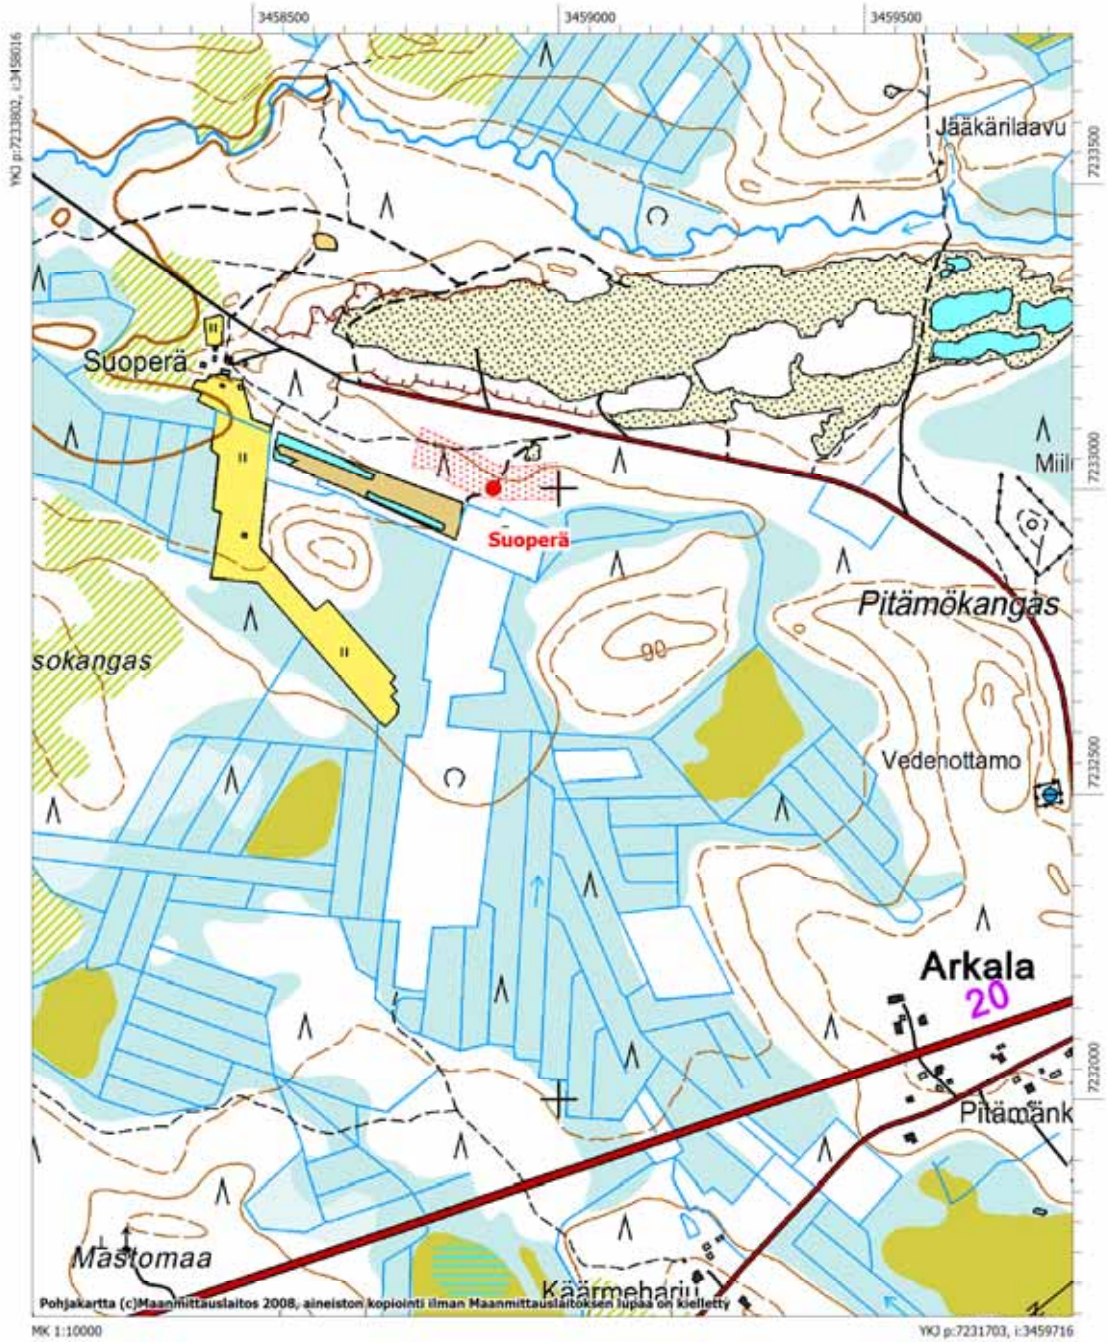 3458500
3459000
3459500
YKJ p:7233802, i:3458016
Jääkärilaavu
7233500
Suoperä
7233000
Suoperä
Pitämökangas
90
sokangas
7232500
Vedenottamo
Arkala
20
7232000
Pitämänk
Mastomaa
Käärmeharju
Pohjakartta (c)Maanmittauslaitos 2008, aineiston kopiointi ilman Maanmittauslaitoksen lupaa on kielletty
MK 1:10000
YKJ p:7231703, i:3459716